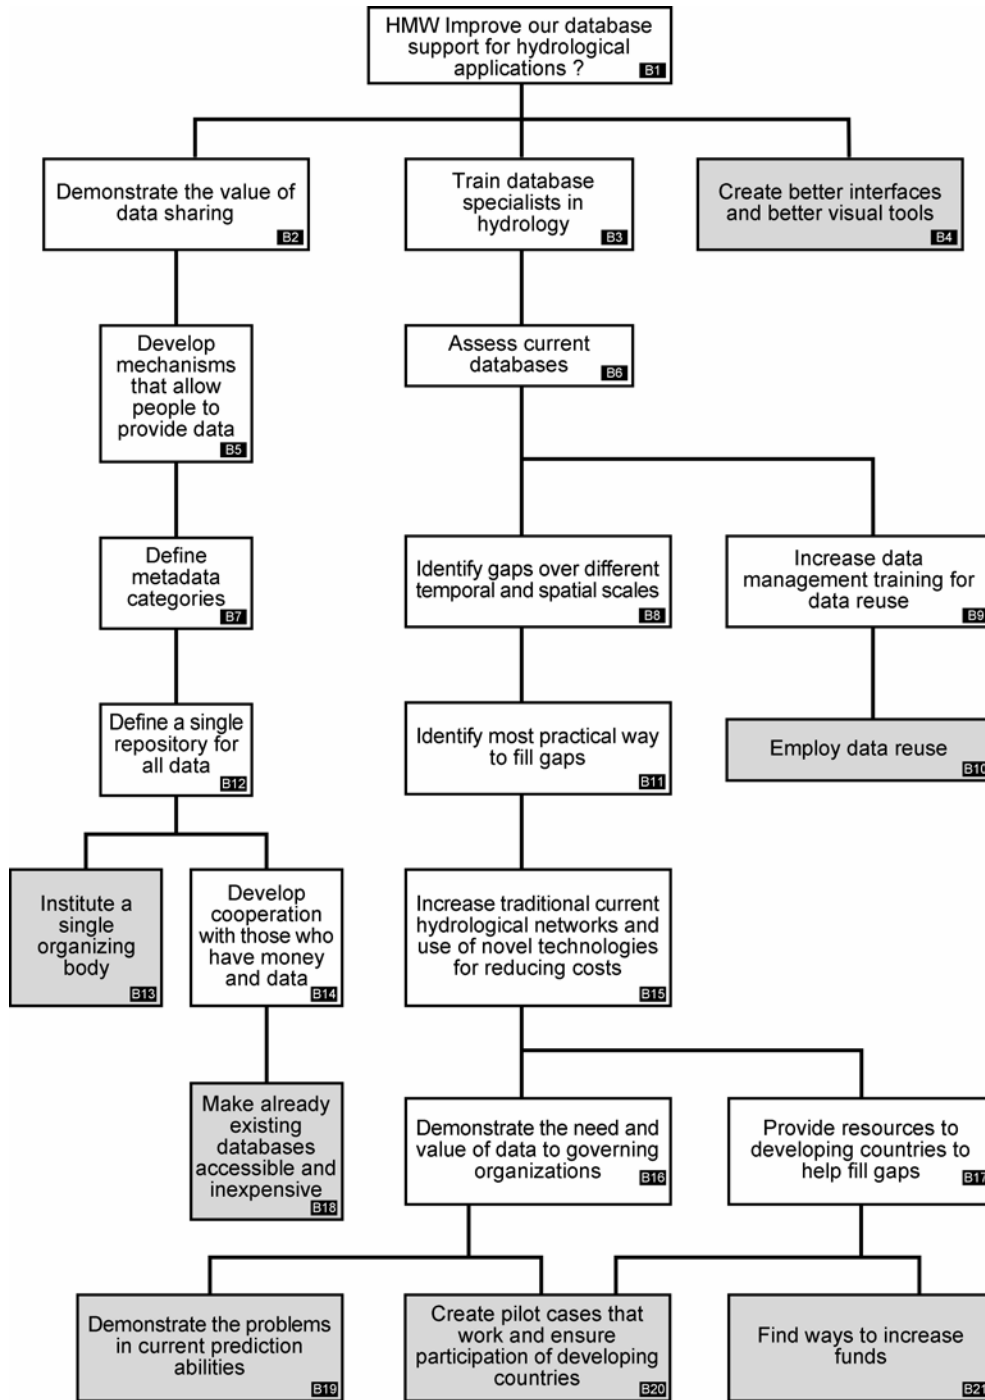 HMW Improve our database
support for hydrological
applications ?
B1
Demonstrate the value of
data sharing
B2
Train database
specialists in
hydrology
B3
Create better interfaces
and better visual tools
B4
Develop
mechanisms
that allow
people to
provide data
B5
Assess current
databases
B6
Define
metadata
categories
B7
Identify gaps over different
temporal and spatial scales
B8
Increase data
management training for
data reuse
B9
Define a single
repository for
all data
B12
Identify most practical way
to fill gaps
B11
Employ data reuse
B10
Institute a
single
organizing
body
B13
Develop
cooperation
with those who
have money
and data
B14
Increase traditional current
hydrological networks and
use of novel technologies
for reducing costs
B15
Make already
existing
databases
accessible and
inexpensive
B18
Demonstrate the need and
value of data to governing
organizations
B16
Provide resources to
developing countries to
help fill gaps
B17
Demonstrate the problems
in current prediction
abilities
B19
Create pilot cases that
work and ensure
participation of developing
countries
B20
Find ways to increase
funds
B21